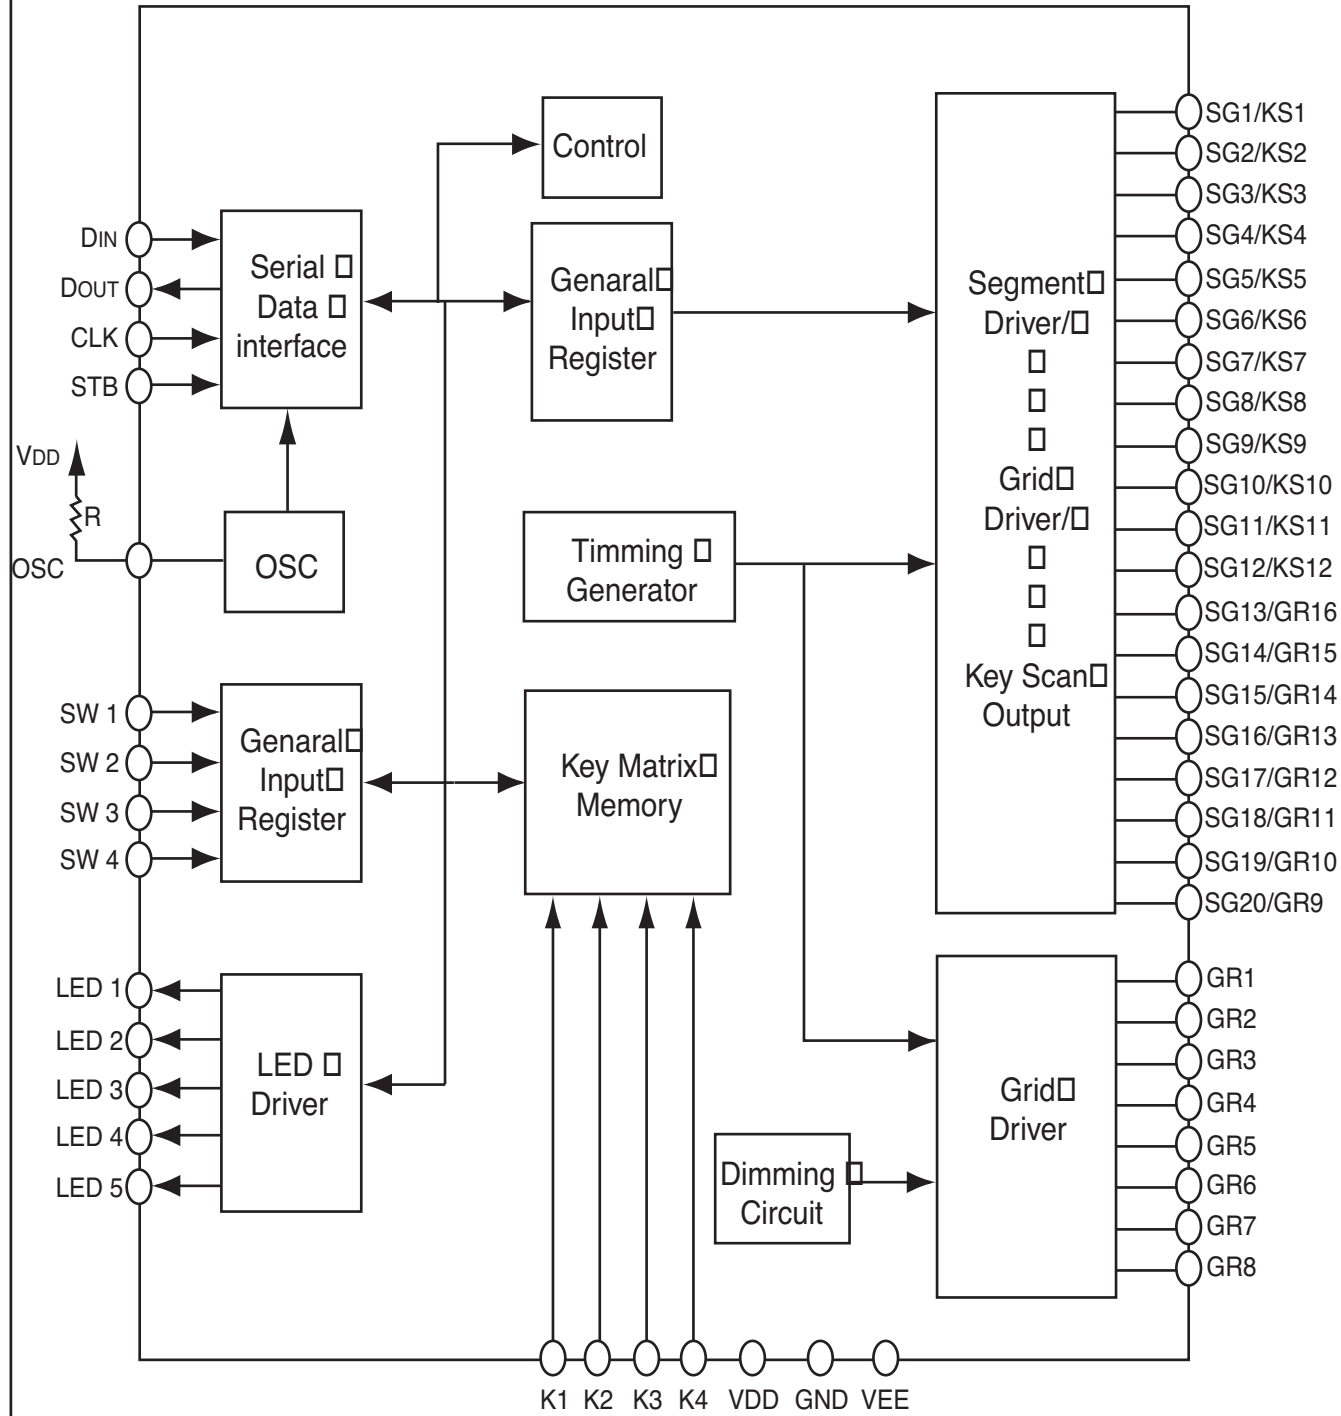 Control
DIN
DOUT
CLK
STB
Serial □
Data □
interface
Genaral□
Input□
Register
VDD
R
OSC
OSC
Timming □
Generator
SW 1
SW 2
SW 3
SW 4
Genaral□
Input□
Register
Key Matrix□
Memory
LED 1
LED 2
LED 3
LED 4
LED 5
LED □
Driver
Dimming □
Circuit
Segment□
Driver/□
□
□
□
Grid□
Driver/□
□
□
□
Key Scan□
Output
Grid□
Driver
SG1/KS1
SG2/KS2
SG3/KS3
SG4/KS4
SG5/KS5
SG6/KS6
SG7/KS7
SG8/KS8
SG9/KS9
SG10/KS10
SG11/KS11
SG12/KS12
SG13/GR16
SG14/GR15
SG15/GR14
SG16/GR13
SG17/GR12
SG18/GR11
SG19/GR10
SG20/GR9
GR1
GR2
GR3
GR4
GR5
GR6
GR7
GR8
K1 K2 K3 K4 VDD GND VEE